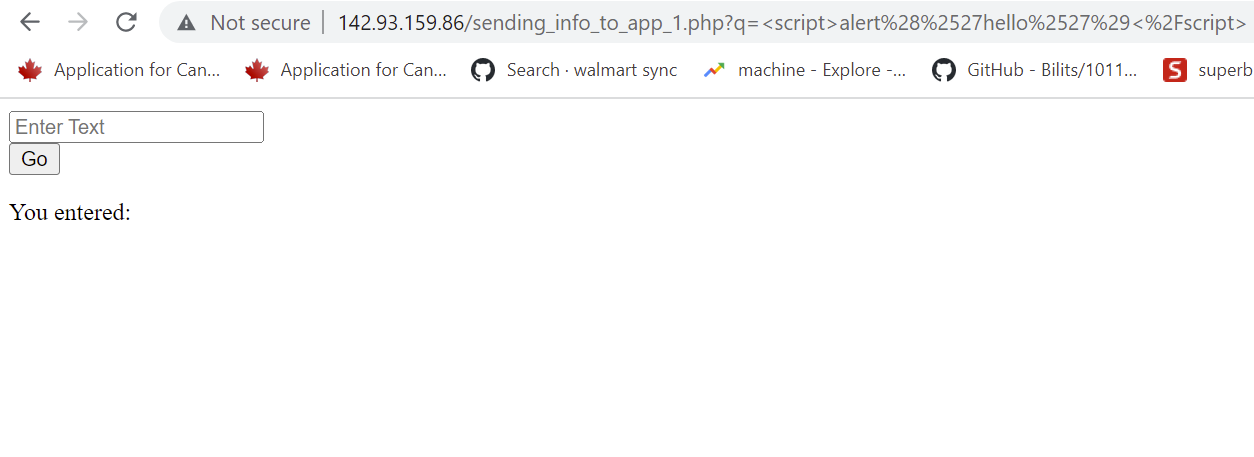 Not secure | 142.93.159.86/sending_info_to_app_1.php?q=<script>alert%28%2527hello%2527%29<%2Fscript>
Application for Can... Application for Can... Search · walmart sync machine - Explore -... GitHub - Bilits/1011... S superb
Enter Text
Go
You entered: